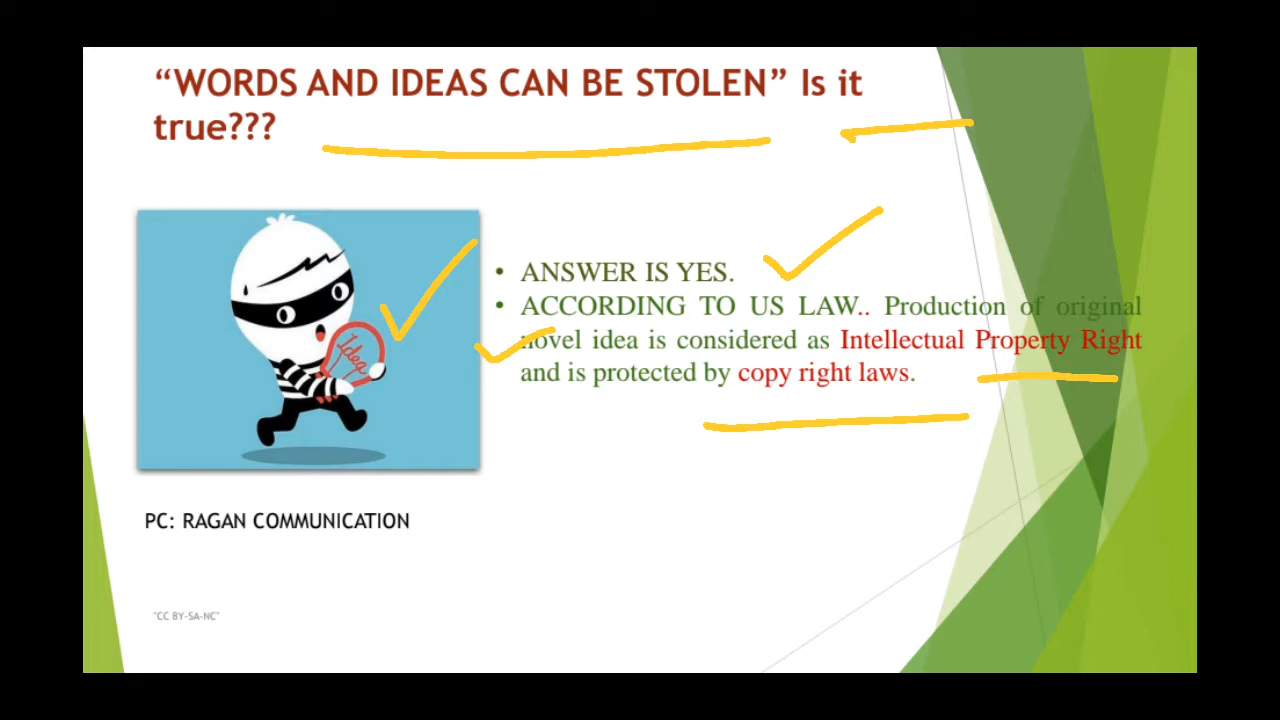 “WORDS AND IDEAS CAN BE STOLEN” Is it
true???
Idea
• ANSWER IS YES.
• ACCORDING TO US LAW.. Production of original
novel idea is considered as Intellectual Property Right
and is protected by copy right laws.
PC: RAGAN COMMUNICATION
"CC BY-SA-NC"